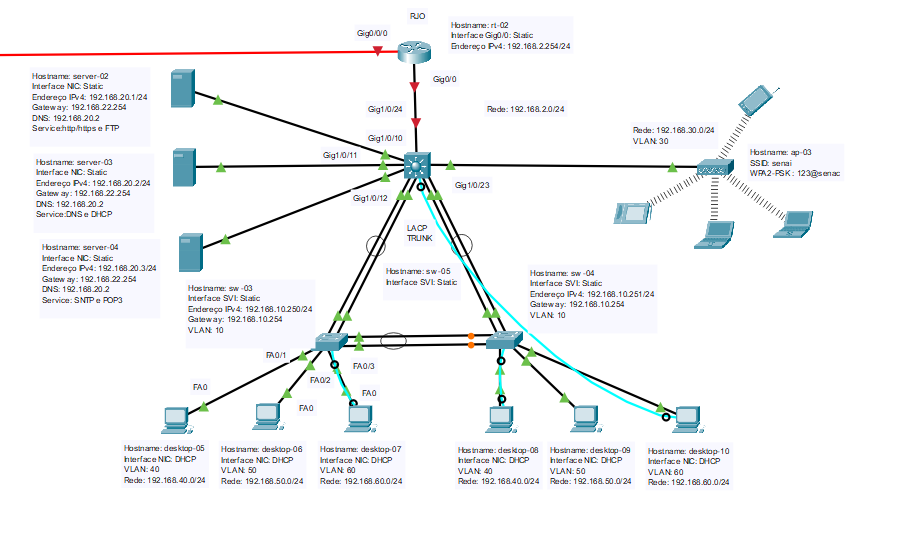 RJO
Gig0/0/0
Hostname: rt-02
Interface Gig0/0: Static
Endereço IPv4: 192.168.2.254/24
Gig0/0
Gig1/0/24
Rede: 192.168.2.0/24
Hostname: server-02
Interface NIC: Static
Endereço IPv4: 192.168.20.1/24
Gateway: 192.168.22.254
DNS: 192.168.20.2
Service:http/https e FTP
Gig1/0/10
Gig1/0/11
Gig1/0/12
Gig1/0/23
Rede: 192.168.30.0/24
VLAN: 30
Hostname: ap-03
SSID: senai
WPA2-PSK : 123@senac
Hostname: server-03
Interface NIC: Static
Endereço IPv4: 192.168.20.2/24
Gateway: 192.168.22.254
DNS: 192.168.20.2
Service:DNS e DHCP
Hostname: server-04
Interface NIC: Static
Endereço IPv4: 192.168.20.3/24
Gateway: 192.168.22.254
DNS: 192.168.20.2
Service: SNTP e POP3
LACP
TRUNK
Hostname: sw-05
Interface SVI: Static
Hostname: sw-03
Interface SVI: Static
Endereço IPv4: 192.168.10.250/24
Gateway: 192.168.10.254
VLAN: 10
Hostname: sw-04
Interface SVI: Static
Endereço IPv4: 192.168.10.251/24
Gateway: 192.168.10.254
VLAN: 10
FA0/1
FA0/2
FA0/3
FA0
FA0
FA0
Hostname: desktop-05
Interface NIC: DHCP
VLAN: 40
Rede: 192.168.40.0/24
Hostname: desktop-06
Interface NIC: DHCP
VLAN: 50
Rede: 192.168.50.0/24
Hostname: desktop-07
Interface NIC: DHCP
VLAN: 60
Rede: 192.168.60.0/24
Hostname: desktop-08
Interface NIC: DHCP
VLAN: 40
Rede: 192.168.40.0/24
Hostname: desktop-09
Interface NIC: DHCP
VLAN: 50
Rede: 192.168.50.0/24
Hostname: desktop-10
Interface NIC: DHCP
VLAN: 60
Rede: 192.168.60.0/24